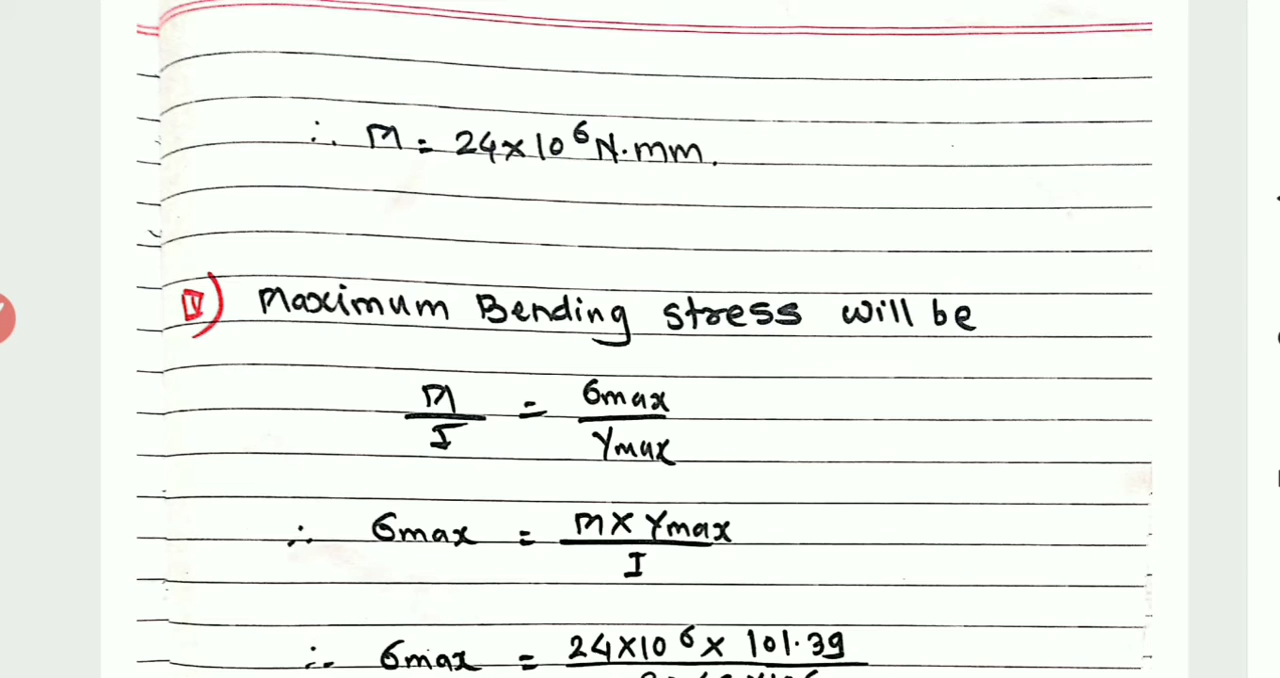 ∴ M = 24×10⁶ N.mm.
IV) Maximum Bending stress will be
M/I = σmax/Ymax
∴ σmax = M×Ymax/I
∴ σmax = 24×10⁶× 101.39